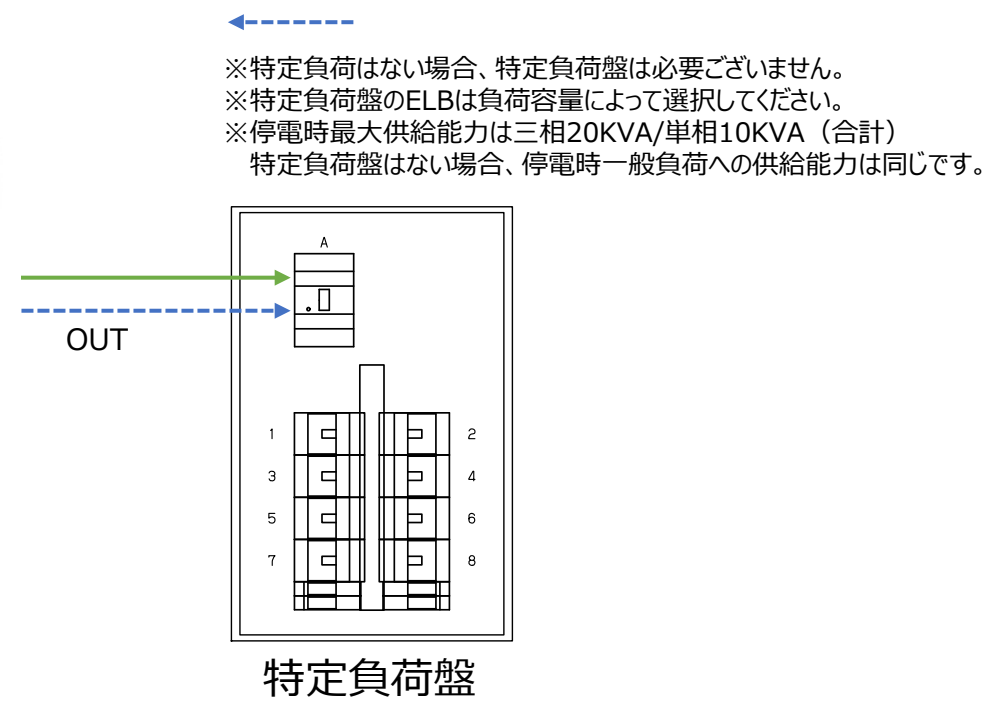 ※特定負荷はない場合、特定負荷盤は必要ございません。
※特定負荷盤のELBは負荷容量によって選択してください。
※停電時最大供給能力は三相20KVA/単相10KVA（合計）
特定負荷盤はない場合、停電時一般負荷への供給能力は同じです。
A
OUT
1 2
3 4
5 6
7 8
特定負荷盤